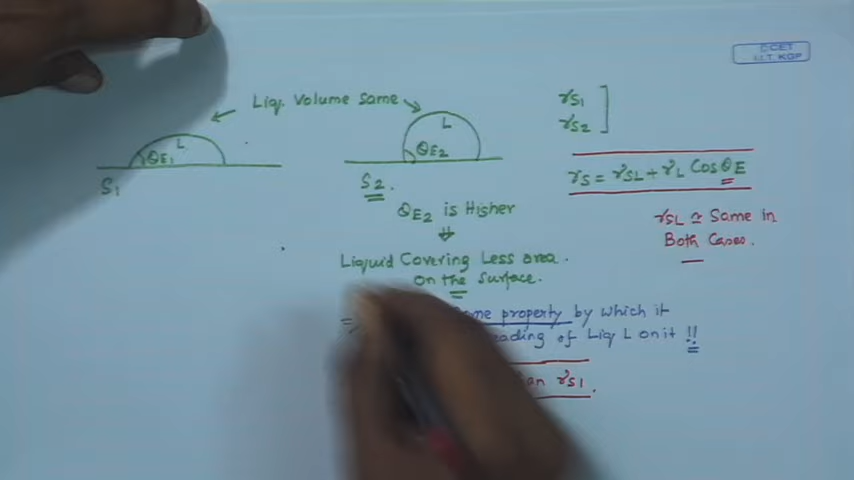 CCET
I.I.T. KGP
Liq. Volume Same
L
θE1
S1
L
θE2
S2.
γS1
γS2
γS = γSL + γL Cos θE
γSL ≅ Same in
Both Cases.
θE2 is Higher
⇓
Liquid Covering Less area
on the Surface.
property by which it
of Liq L on it !!
γS1.